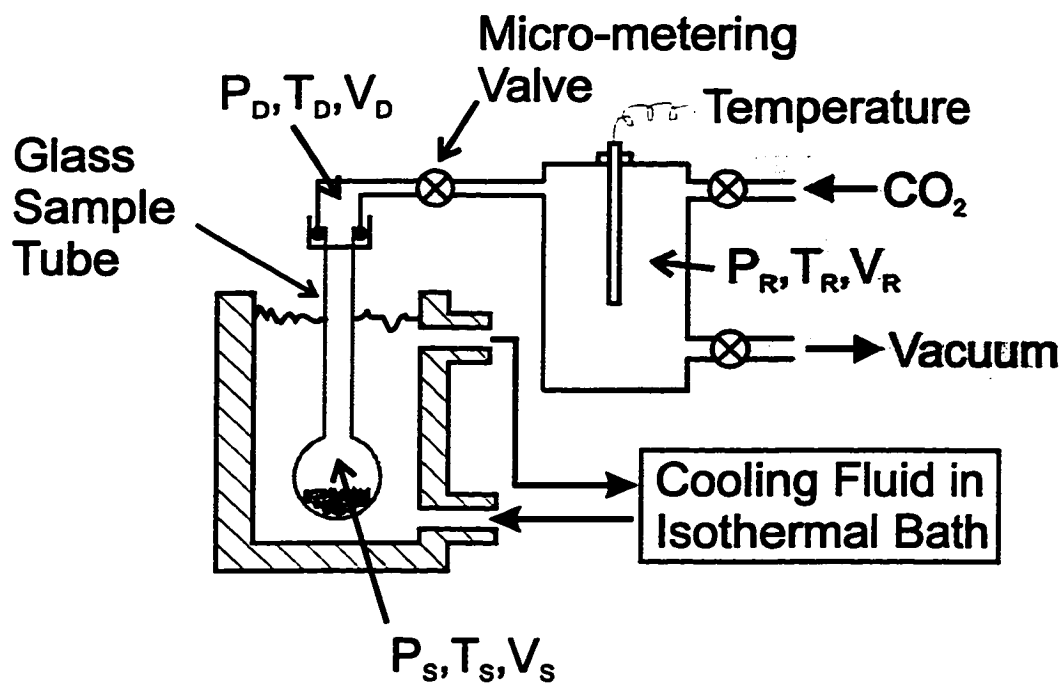 Micro-metering
Valve
P_D,T_D,V_D
Temperature
Glass
Sample
Tube
CO₂
P_R,T_R,V_R
Vacuum
Cooling Fluid in
Isothermal Bath
P_S,T_S,V_S